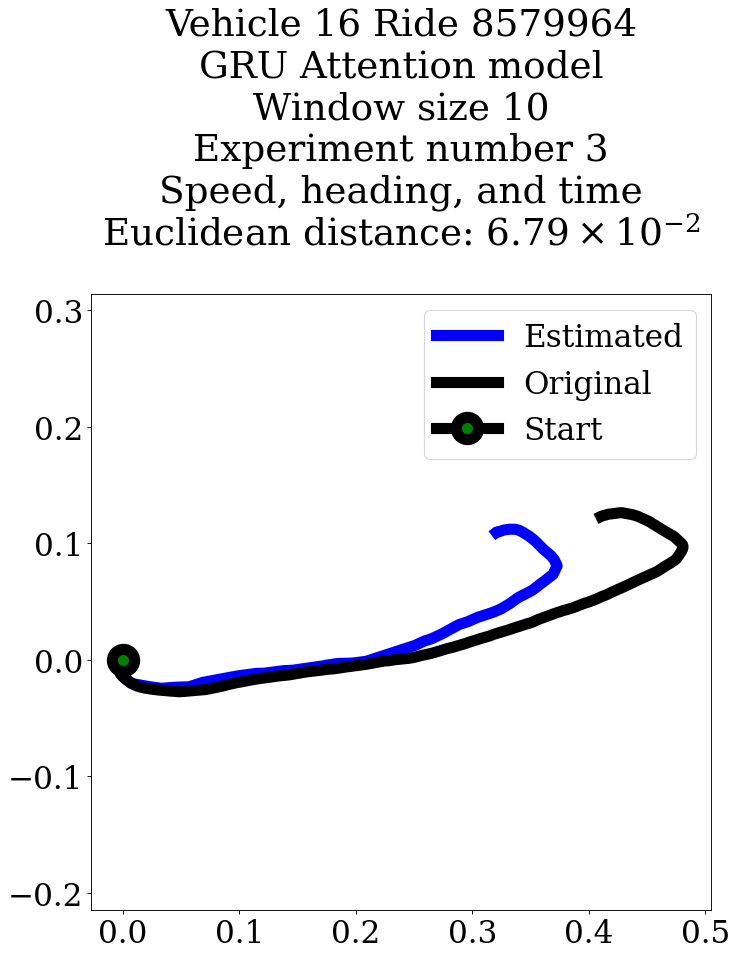 Vehicle 16 Ride 8579964
GRU Attention model
Window size 10
Experiment number 3
Speed, heading, and time
Euclidean distance: 6.79 × 10⁻²
0.3
0.2
0.1
0.0
−0.1
−0.2
Estimated
Original
Start
0.0 0.1 0.2 0.3 0.4 0.5